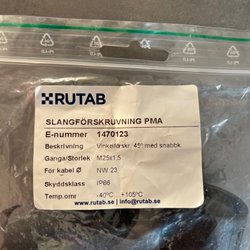 RUTAB
SLANGFÖRSKRUVNING PMA
E-nummer 1470123
Beskrivning Vinkelförskr. 45° med snabbk.
Gänga/Storlek M25x1,5
För kabel Ø NW 23
Skyddsklass IP66
Temp.omr -40°C +105°C
www.rutab.se | info@rutab.se